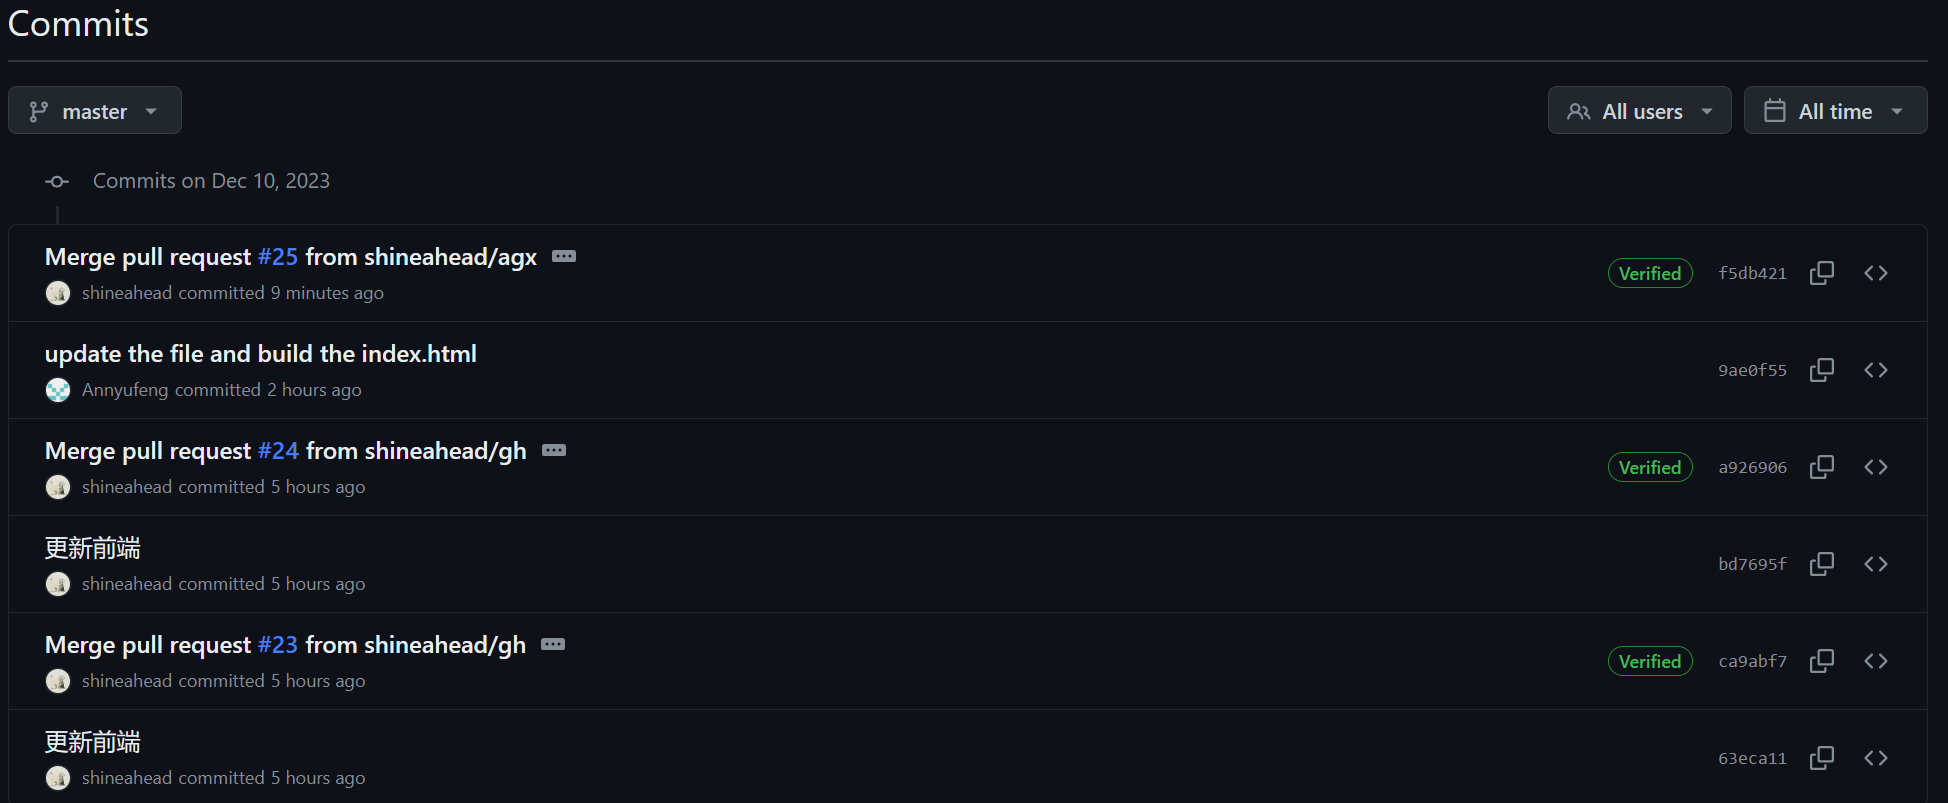 Commits
master
All users
All time
Commits on Dec 10, 2023
Merge pull request #25 from shineahead/agx
shineahead committed 9 minutes ago
Verified
f5db421
update the file and build the index.html
Annyufeng committed 2 hours ago
9ae0f55
Merge pull request #24 from shineahead/gh
shineahead committed 5 hours ago
Verified
a926906
更新前端
shineahead committed 5 hours ago
bd7695f
Merge pull request #23 from shineahead/gh
shineahead committed 5 hours ago
Verified
ca9abf7
更新前端
shineahead committed 5 hours ago
63eca11